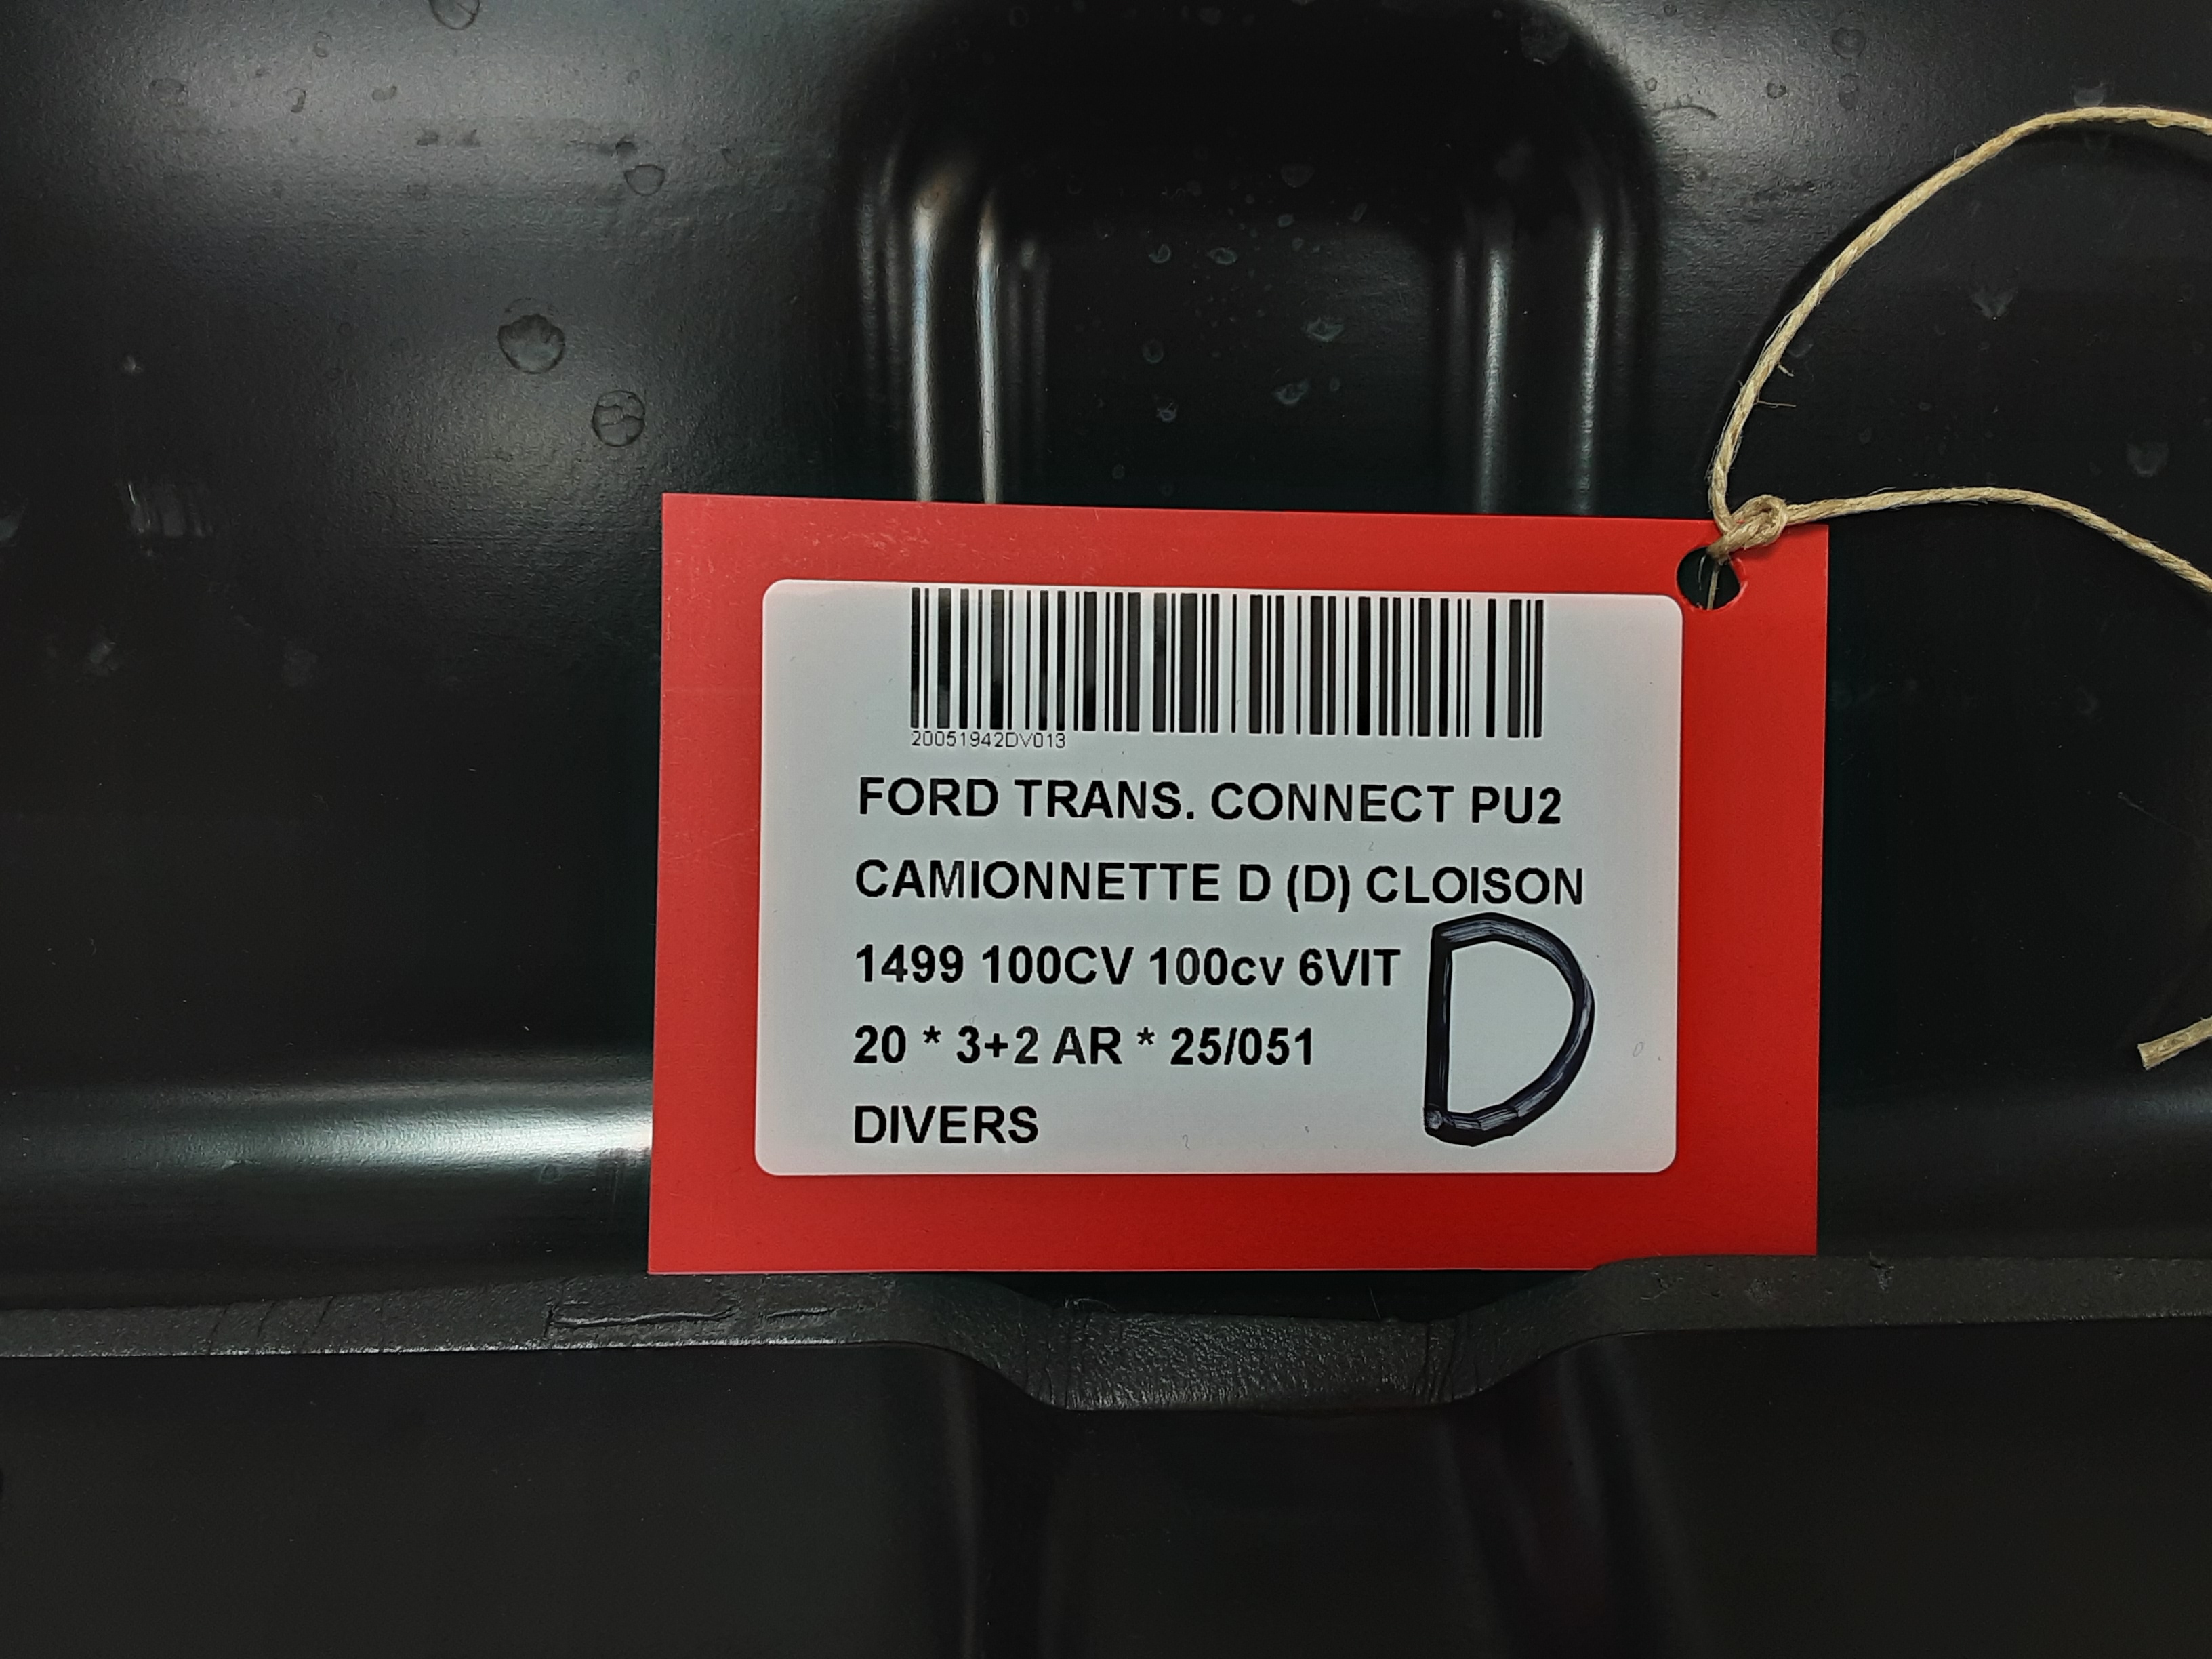 20051942DV013
FORD TRANS. CONNECT PU2
CAMIONNETTE D (D) CLOISON
1499 100CV 100cv 6VIT
20 * 3+2 AR * 25/051
DIVERS
D